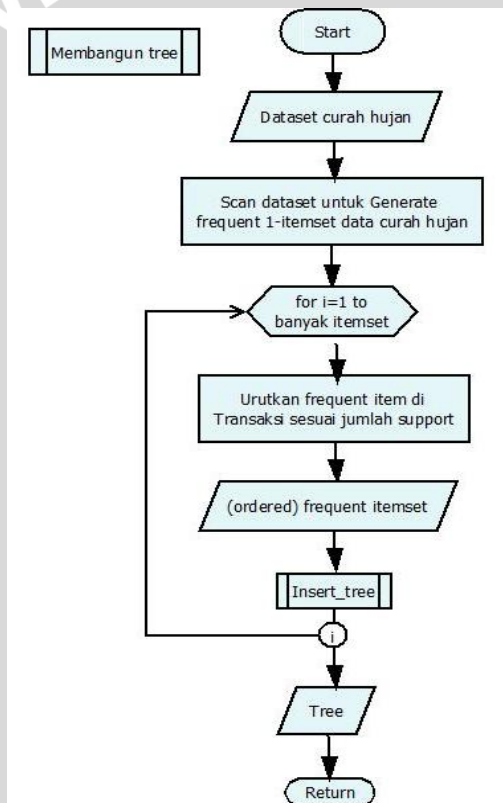 Membangun tree
Start
Dataset curah hujan
Scan dataset untuk Generate
frequent 1-itemset data curah hujan
for i=1 to
banyak itemset
Urutkan frequent item di
Transaksi sesuai jumlah support
(ordered) frequent itemset
Insert_tree
i
Tree
Return